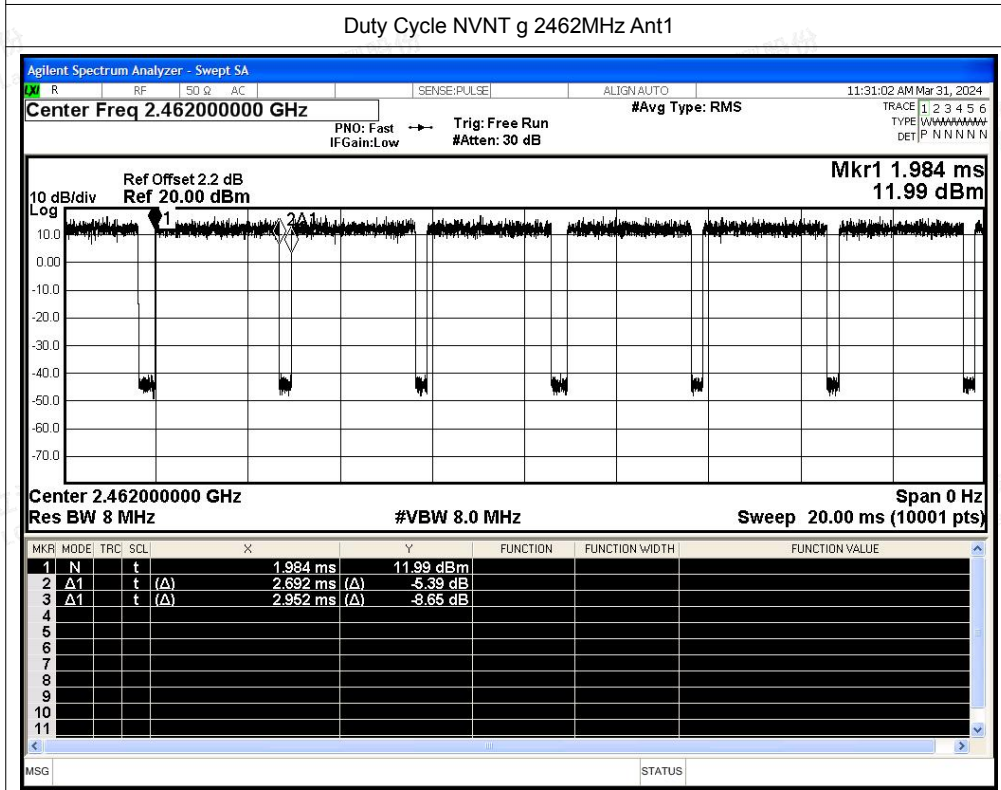 Duty Cycle NVNT g 2462MHz Ant1
Agilent Spectrum Analyzer - Swept SA
LXI R RF 50 Ω AC SENSE:PULSE ALIGN AUTO 11:31:02 AM Mar 31, 2024
Center Freq 2.462000000 GHz #Avg Type: RMS TRACE 1 2 3 4 5 6
PNO: Fast Trig: Free Run TYPE WWWWWW
IFGain:Low #Atten: 30 dB DET P N N N N N
Mkr1 1.984 ms
Ref Offset 2.2 dB
10 dB/div Ref 20.00 dBm 11.99 dBm
Log
1 2Δ1
10.0
0.00
-10.0
-20.0
-30.0
-40.0
-50.0
-60.0
-70.0
Center 2.462000000 GHz Span 0 Hz
Res BW 8 MHz #VBW 8.0 MHz Sweep 20.00 ms (10001 pts)
MKR MODE TRC SCL X Y FUNCTION FUNCTION WIDTH FUNCTION VALUE
1 N t 1.984 ms 11.99 dBm
2 Δ1 t (Δ) 2.692 ms (Δ) -5.39 dB
3 Δ1 t (Δ) 2.952 ms (Δ) -8.65 dB
4
5
6
7
8
9
10
11
MSG STATUS